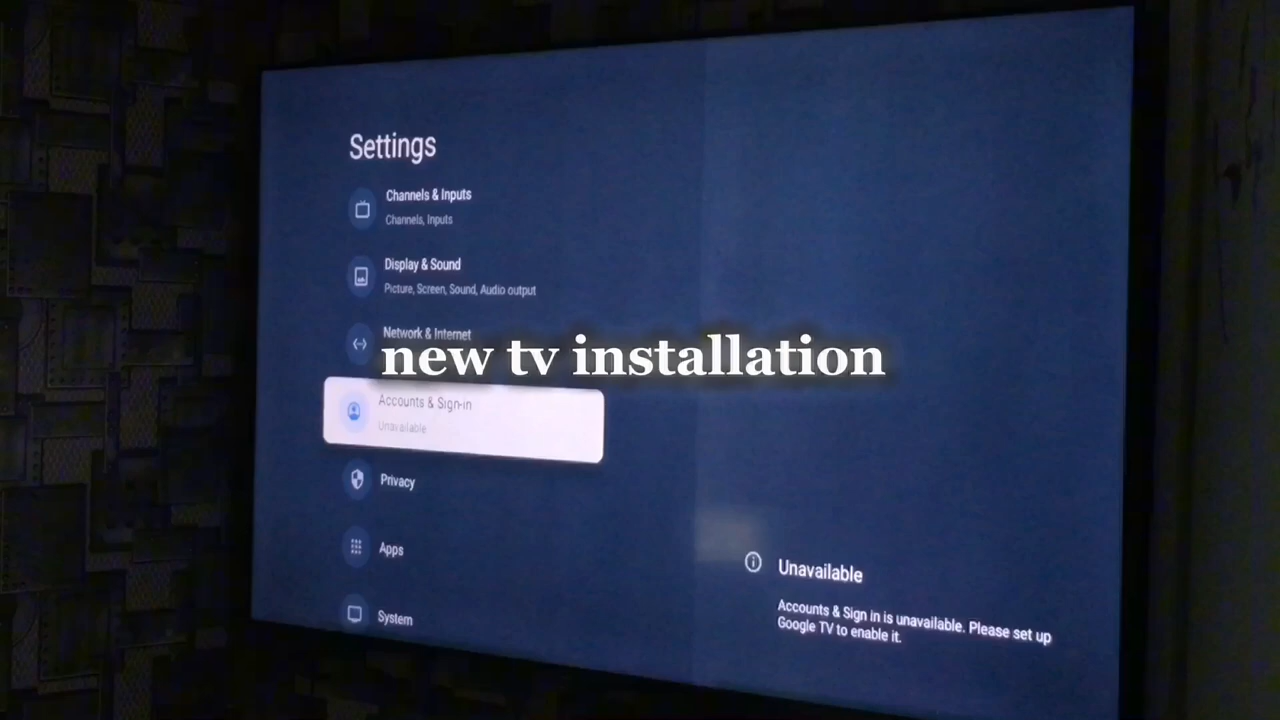 Settings
Channels & Inputs
Channels, Inputs
Display & Sound
Picture, Screen, Sound, Audio output
Network & Internet
new tv installation
Accounts & Sign-in
Unavailable
Privacy
Apps
System
Unavailable
Accounts & Sign in is unavailable. Please set up
Google TV to enable it.